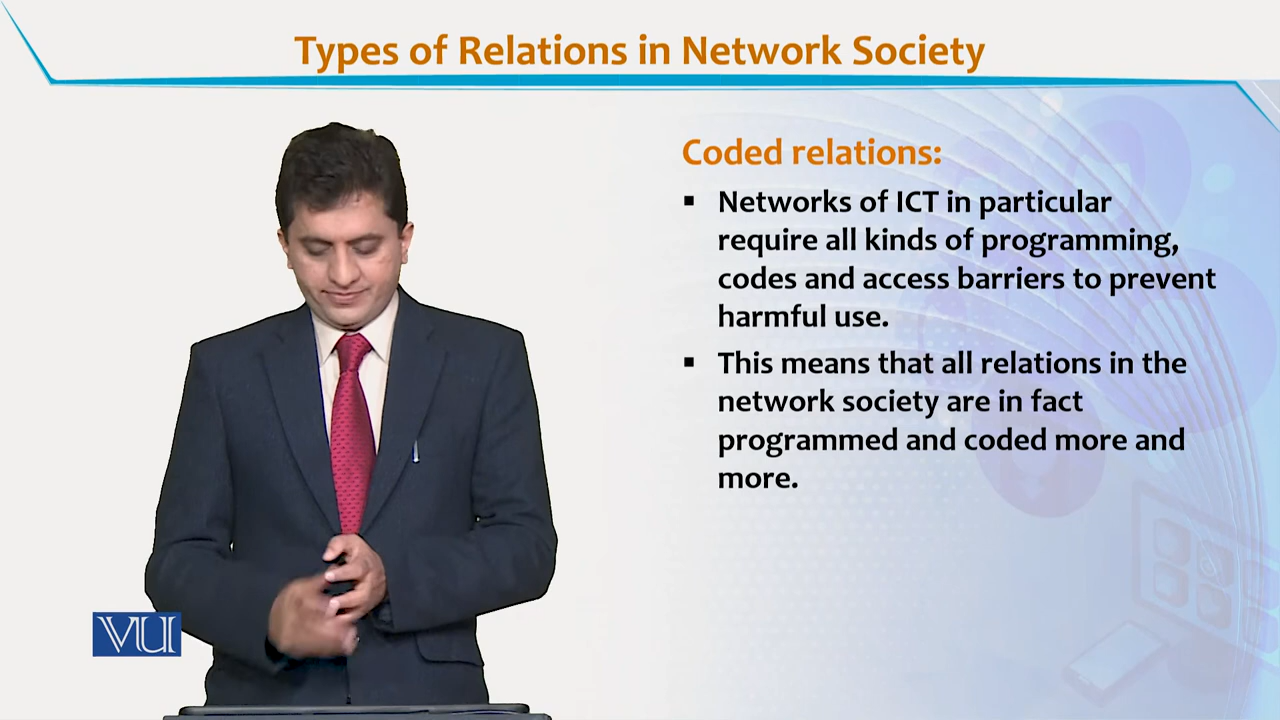 Types of Relations in Network Society
Coded relations:
▪ Networks of ICT in particular
require all kinds of programming,
codes and access barriers to prevent
harmful use.
▪ This means that all relations in the
network society are in fact
programmed and coded more and
more.
VU